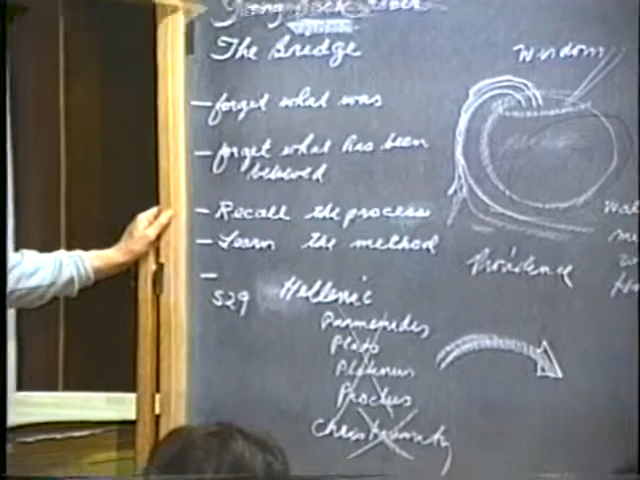 The Bridge
Wisdom
— forget what was
— forget what has been
believed
— Recall the process
— Learn the method
—
Providence
529 Hellenic
Parmenides
Plato
Plotinus
Proclus
Christianity